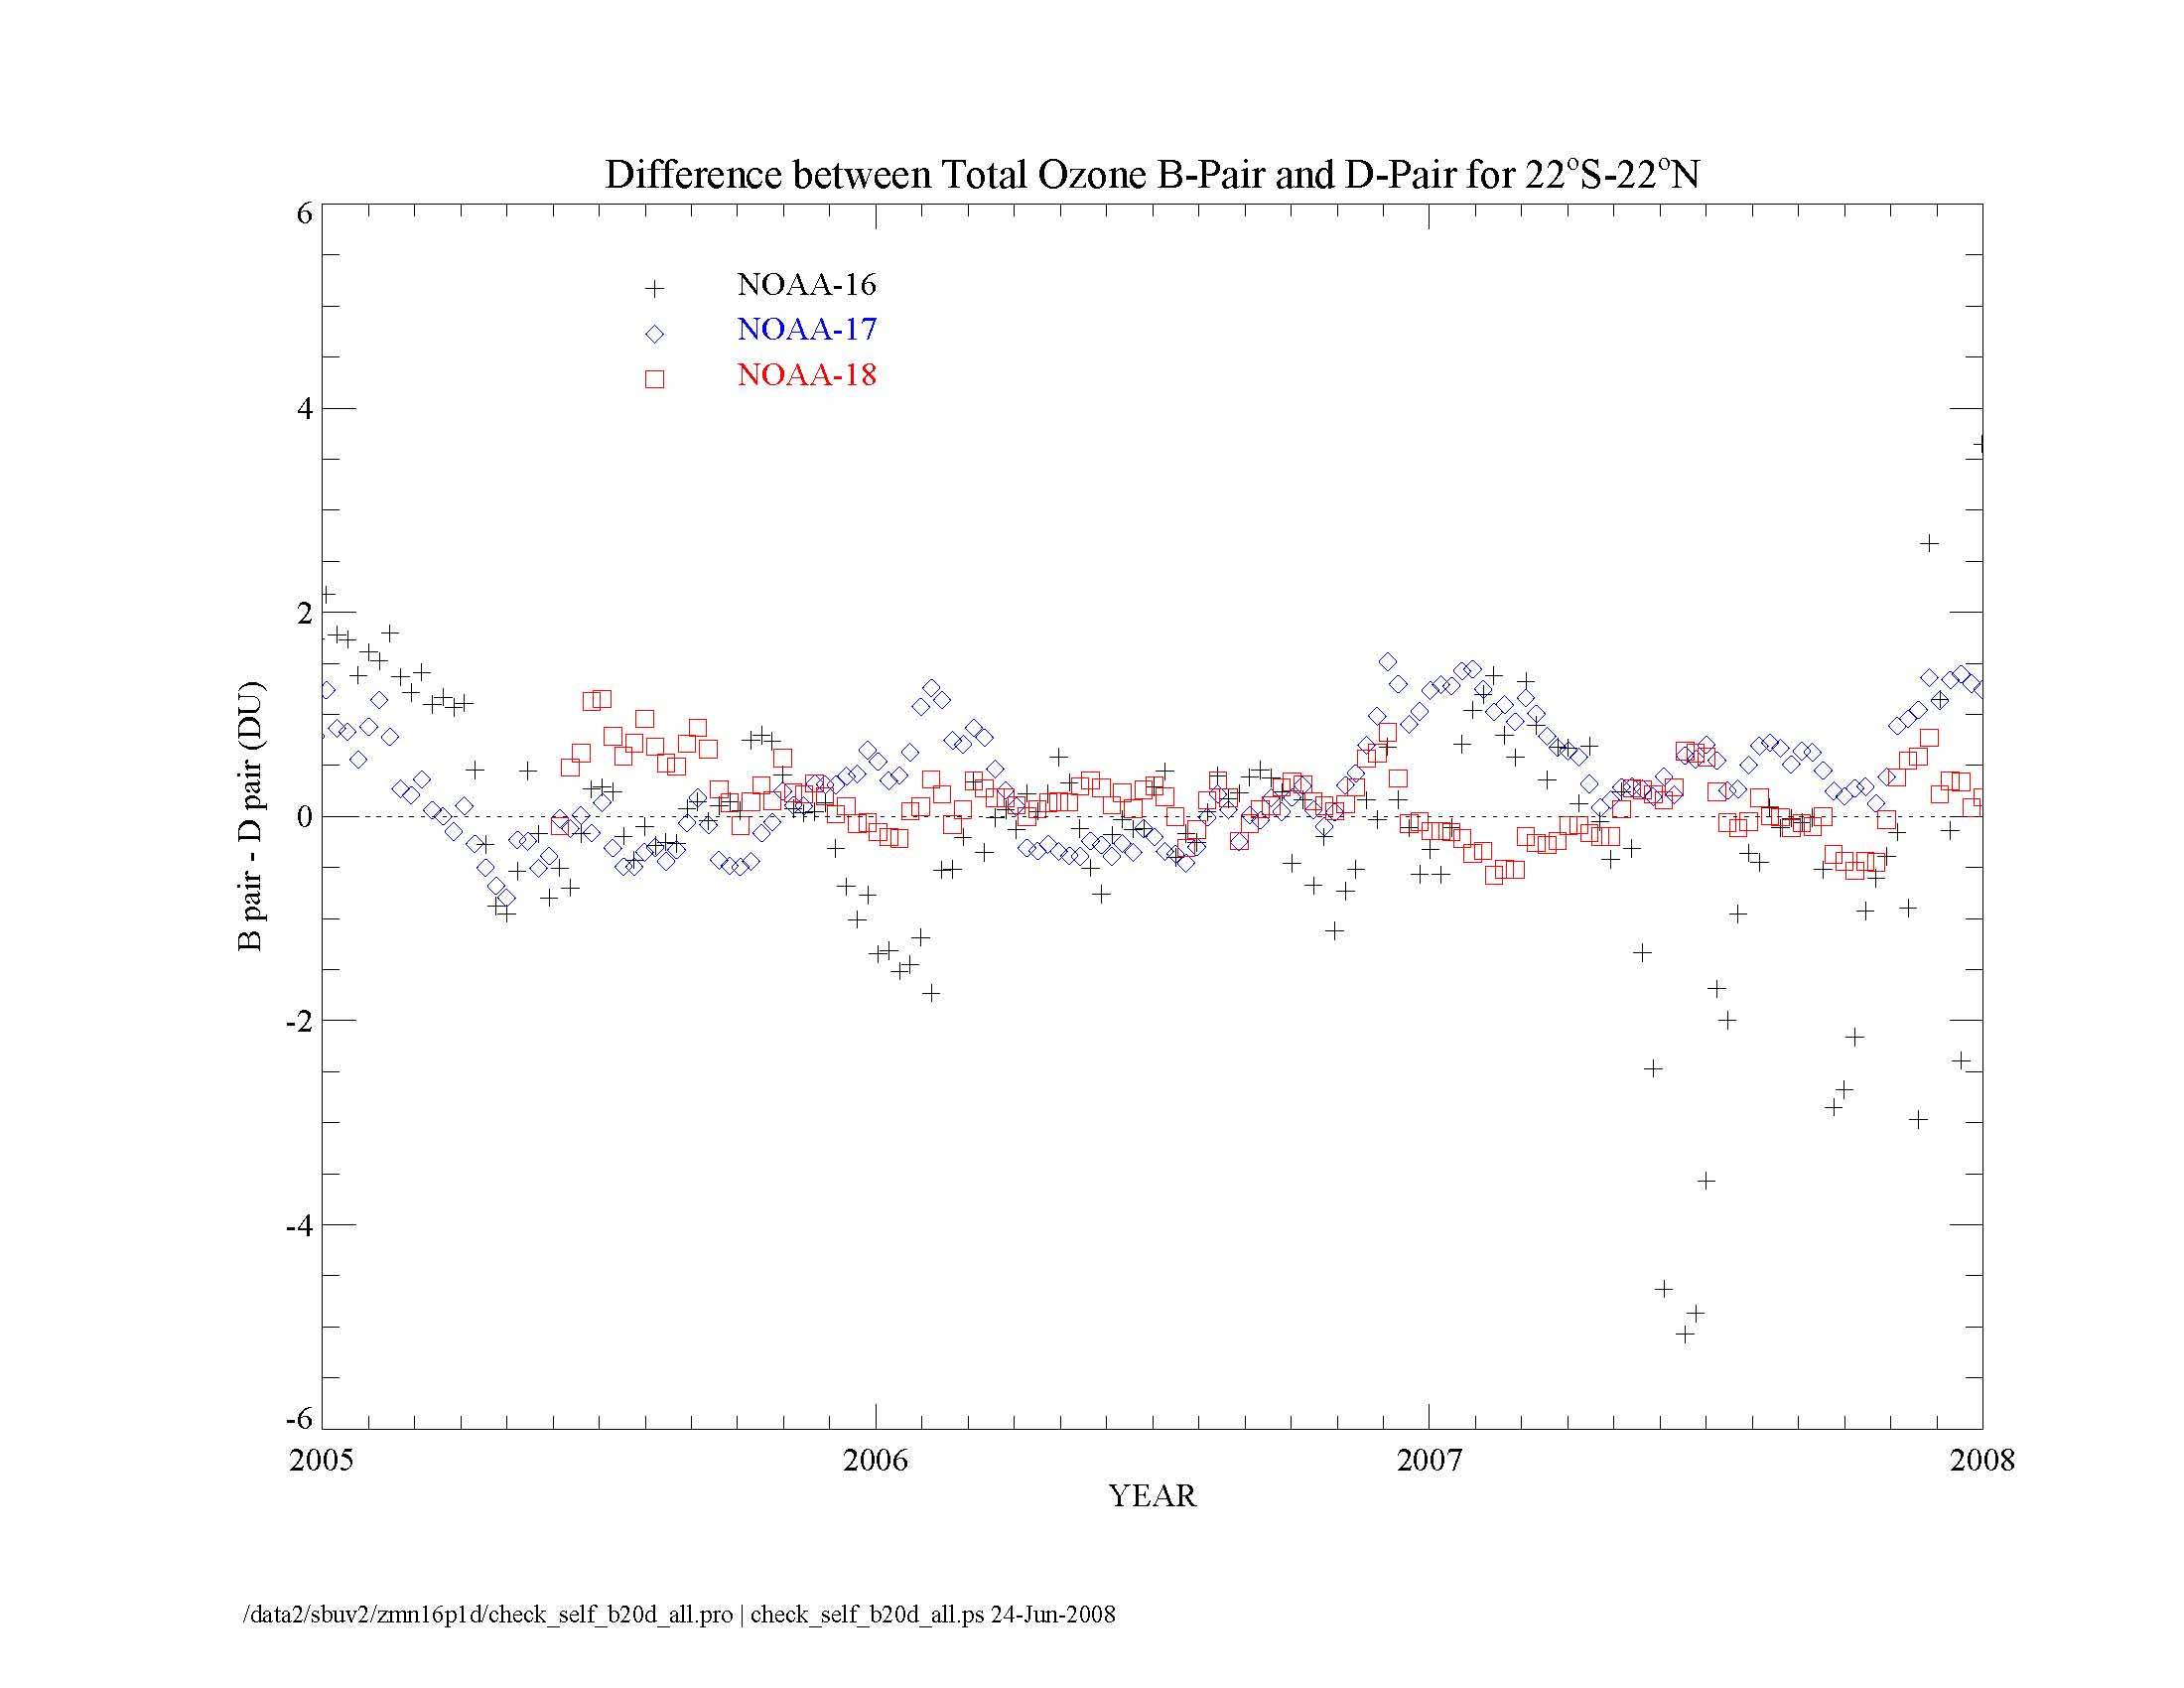 Difference between Total Ozone B-Pair and D-Pair for 22°S-22°N
6
NOAA-16
NOAA-17
NOAA-18
4
2
0
-2
-4
-6
B pair - D pair (DU)
2005 2006 2007 2008
YEAR
/data2/sbuv2/zmn16p1d/check_self_b20d_all.pro | check_self_b20d_all.ps 24-Jun-2008